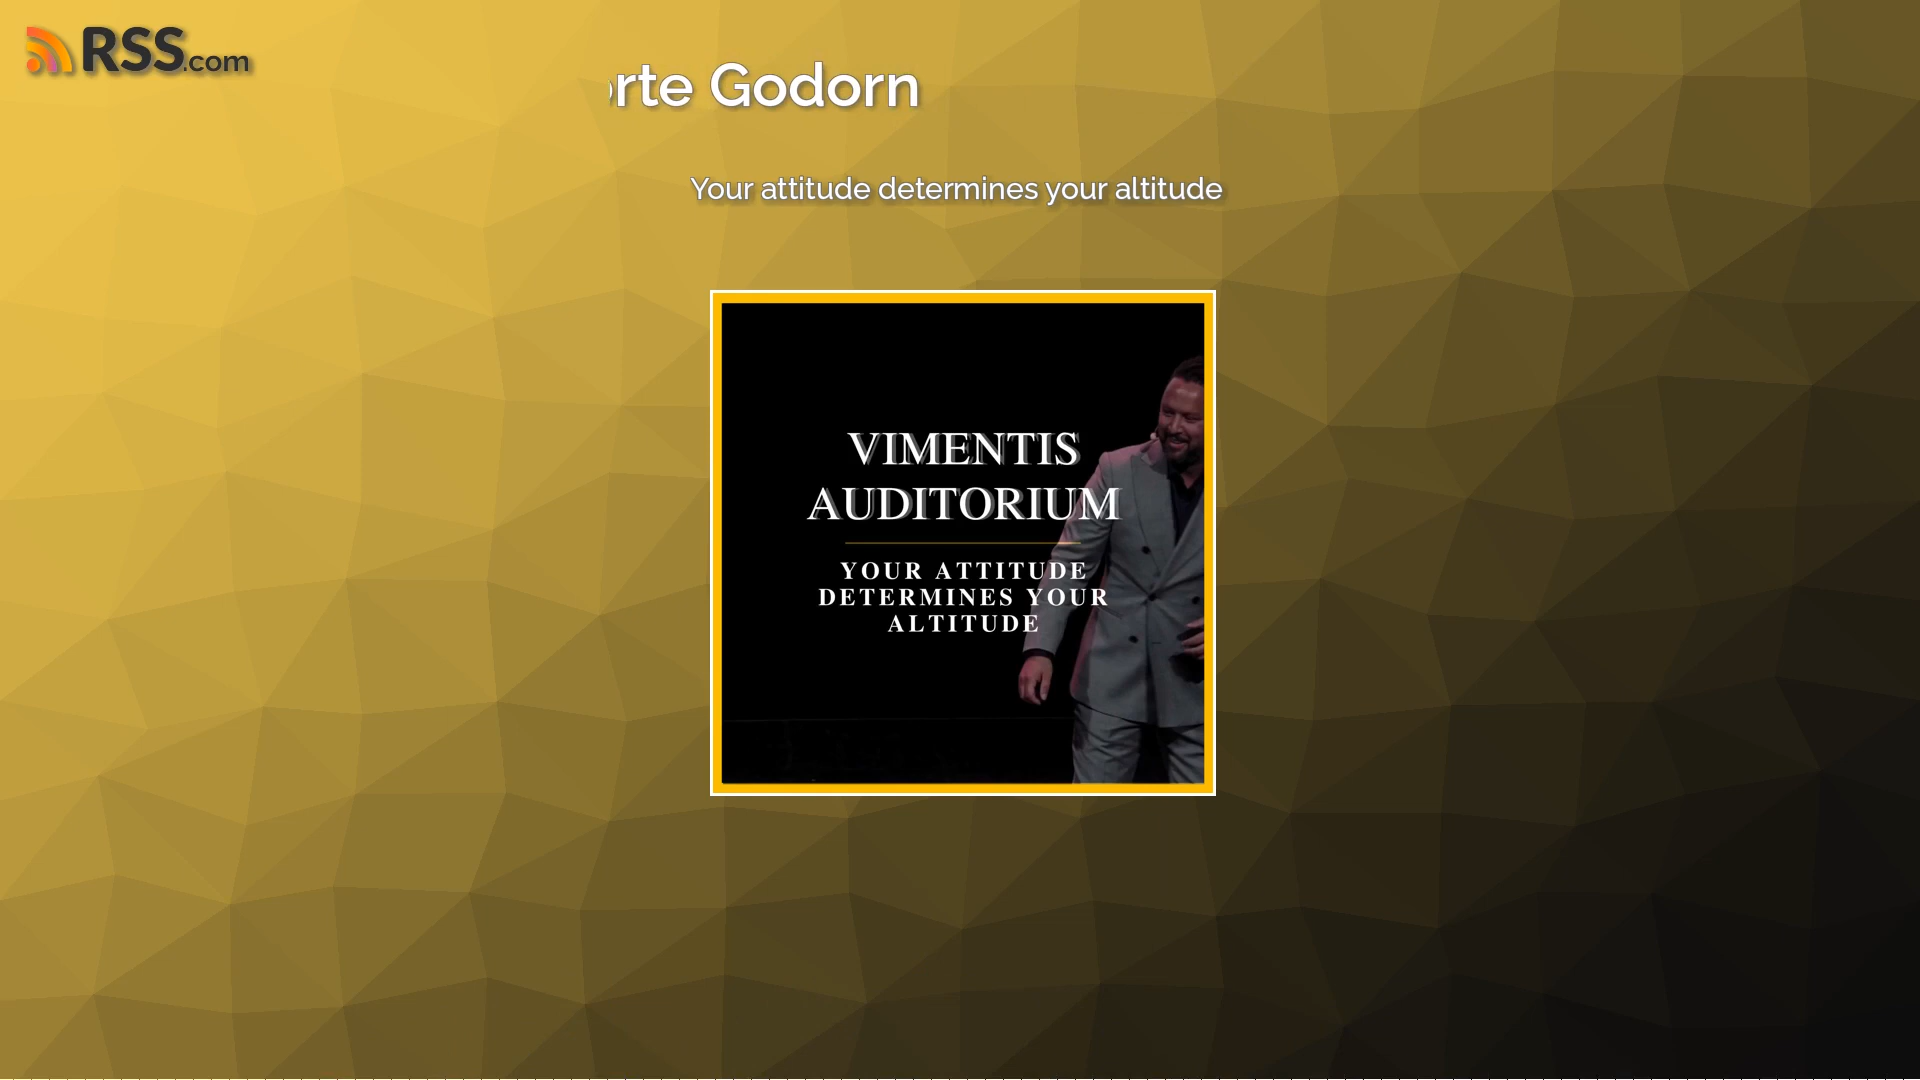 RSS.com
rte Godorn
Your attitude determines your altitude
VIMENTIS
AUDITORIUM
YOUR ATTITUDE
DETERMINES YOUR
ALTITUDE